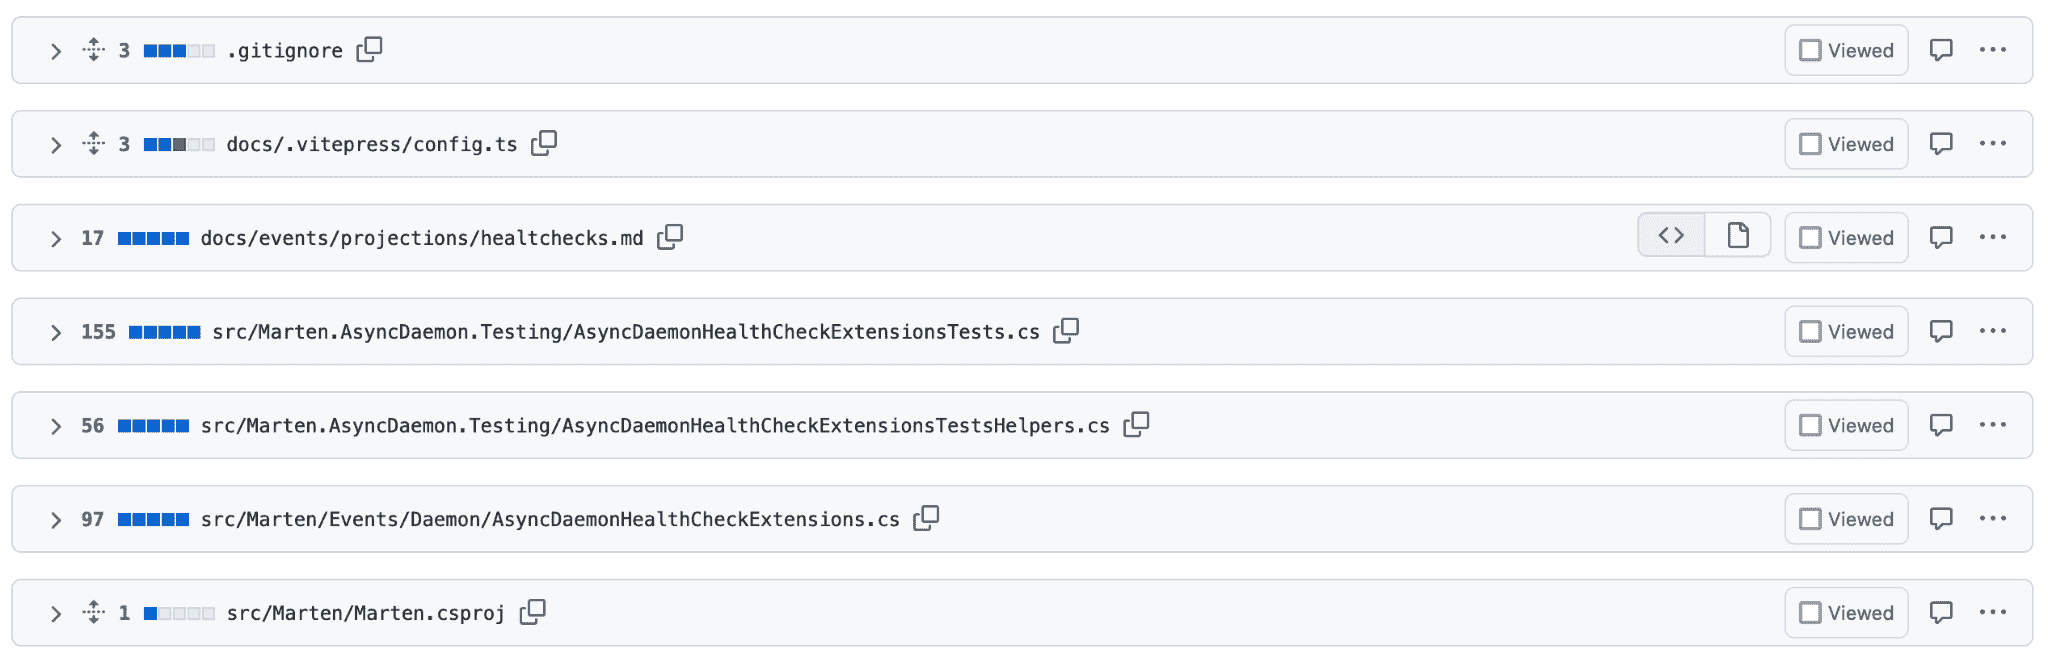 3 .gitignore Viewed
3 docs/.vitepress/config.ts Viewed
17 docs/events/projections/healtchecks.md Viewed
155 src/Marten.AsyncDaemon.Testing/AsyncDaemonHealthCheckExtensionsTests.cs Viewed
56 src/Marten.AsyncDaemon.Testing/AsyncDaemonHealthCheckExtensionsTestsHelpers.cs Viewed
97 src/Marten/Events/Daemon/AsyncDaemonHealthCheckExtensions.cs Viewed
1 src/Marten/Marten.csproj Viewed